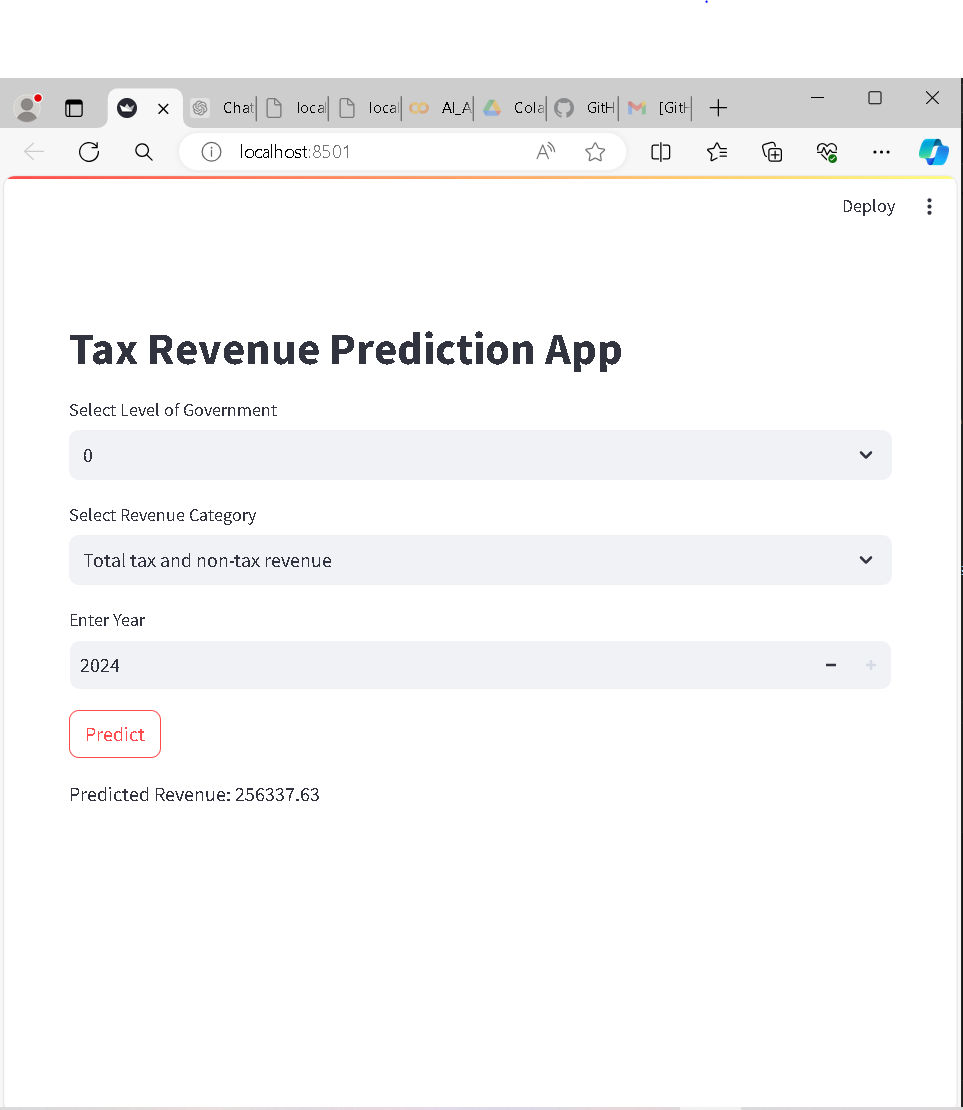 Chat
local
local
AI_A
Cola
GitH
[GitH
localhost:8501
Deploy
Tax Revenue Prediction App
Select Level of Government
0
Select Revenue Category
Total tax and non-tax revenue
Enter Year
2024
Predict
Predicted Revenue: 256337.63